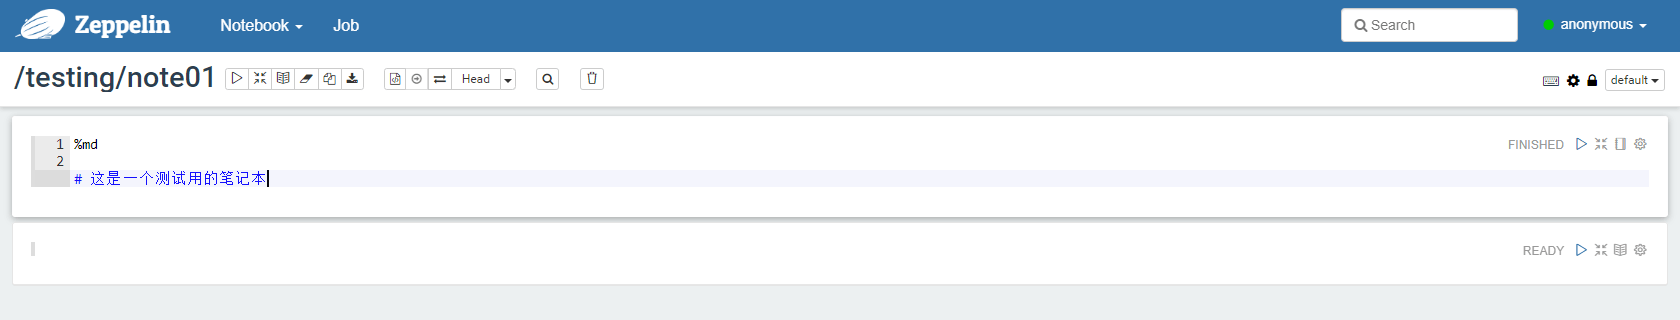 Zeppelin Notebook Job Search anonymous
/testing/note01 Head default
1 %md FINISHED
2
# 这是一个测试用的笔记本
READY